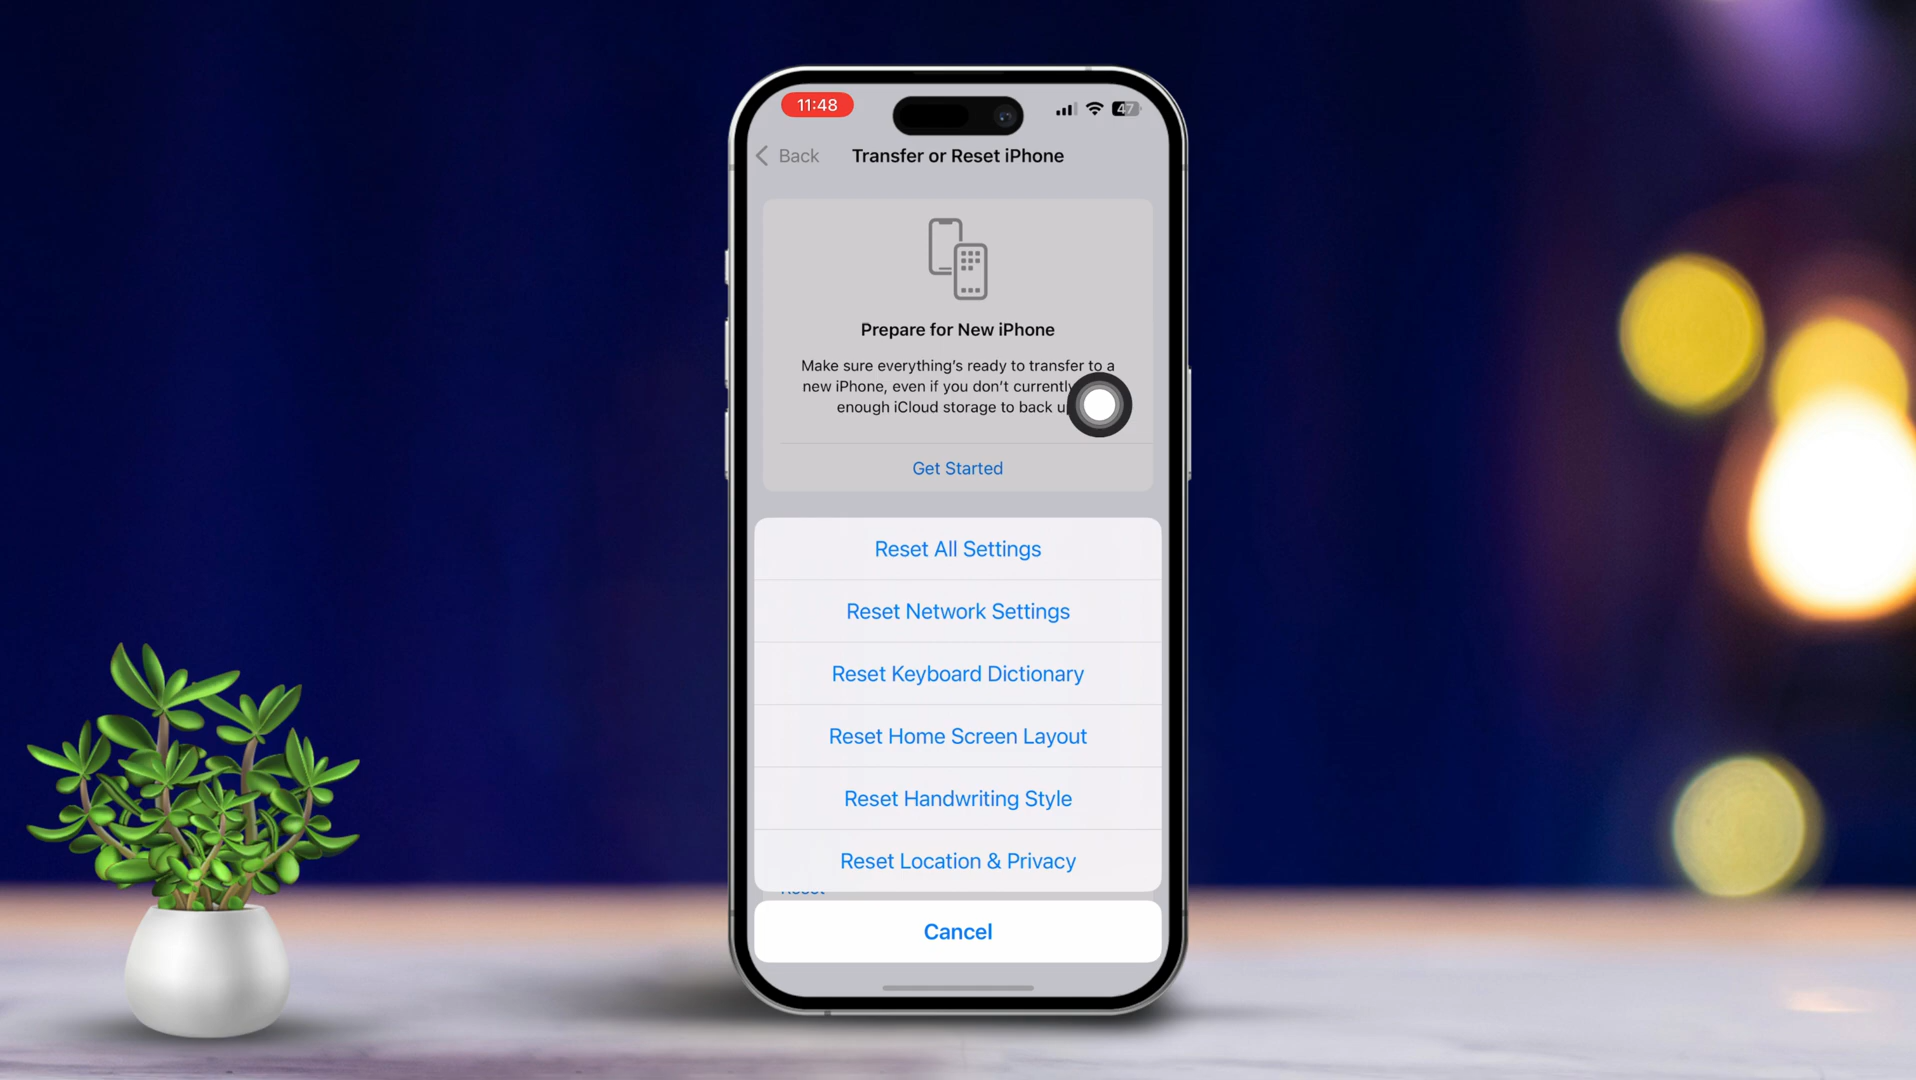 11:48
47
Back
Transfer or Reset iPhone
Prepare for New iPhone
Make sure everything's ready to transfer to a
new iPhone, even if you don't currently
enough iCloud storage to back
Get Started
Reset All Settings
Reset Network Settings
Reset Keyboard Dictionary
Reset Home Screen Layout
Reset Handwriting Style
Reset Location & Privacy
Cancel